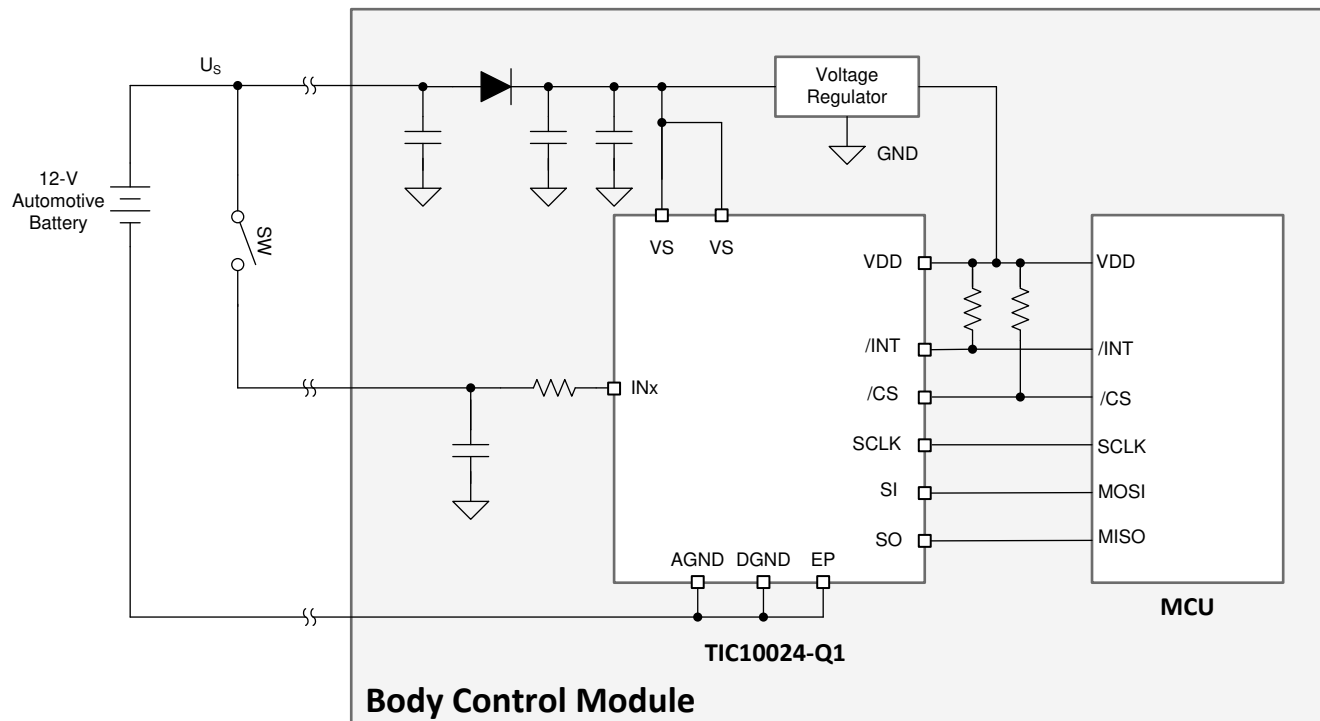 U_S
12-V
Automotive
Battery
SW
Voltage
Regulator
GND
VS
VS
VDD
/INT
/CS
SCLK
SI
SO
VDD
/INT
/CS
SCLK
MOSI
MISO
INx
AGND
DGND
EP
MCU
TIC10024-Q1
Body Control Module